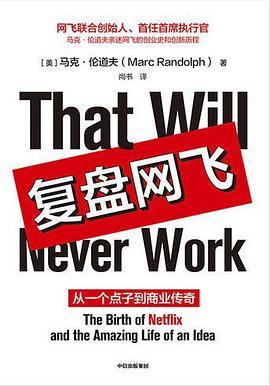 网飞联合创始人、首任首席执行官
马克·伦道夫亲述网飞的创业史和创新历程
[美]马克·伦道夫（Marc Randolph）著
尚书 译
That Will
复盘网飞
Never Work
从一个点子到商业传奇
The Birth of Netflix
and the Amazing Life of an Idea
中信出版集团